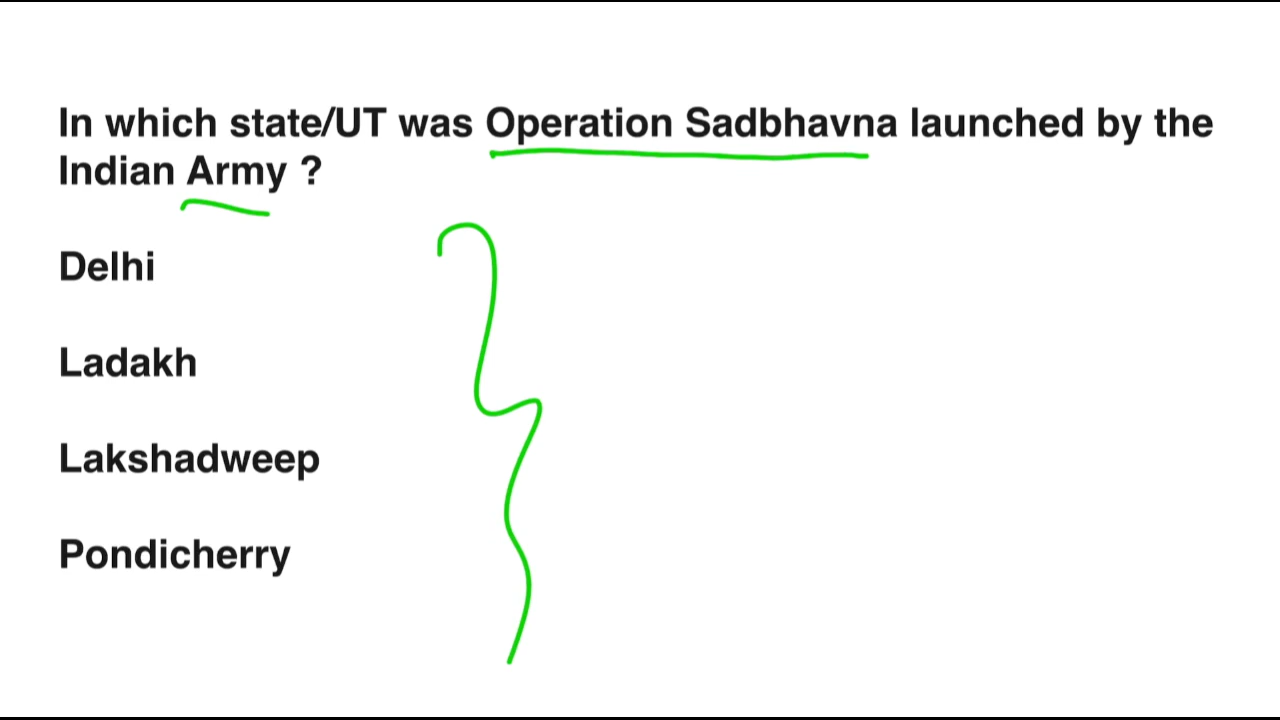 In which state/UT was Operation Sadbhavna launched by the
Indian Army ?
Delhi
Ladakh
Lakshadweep
Pondicherry